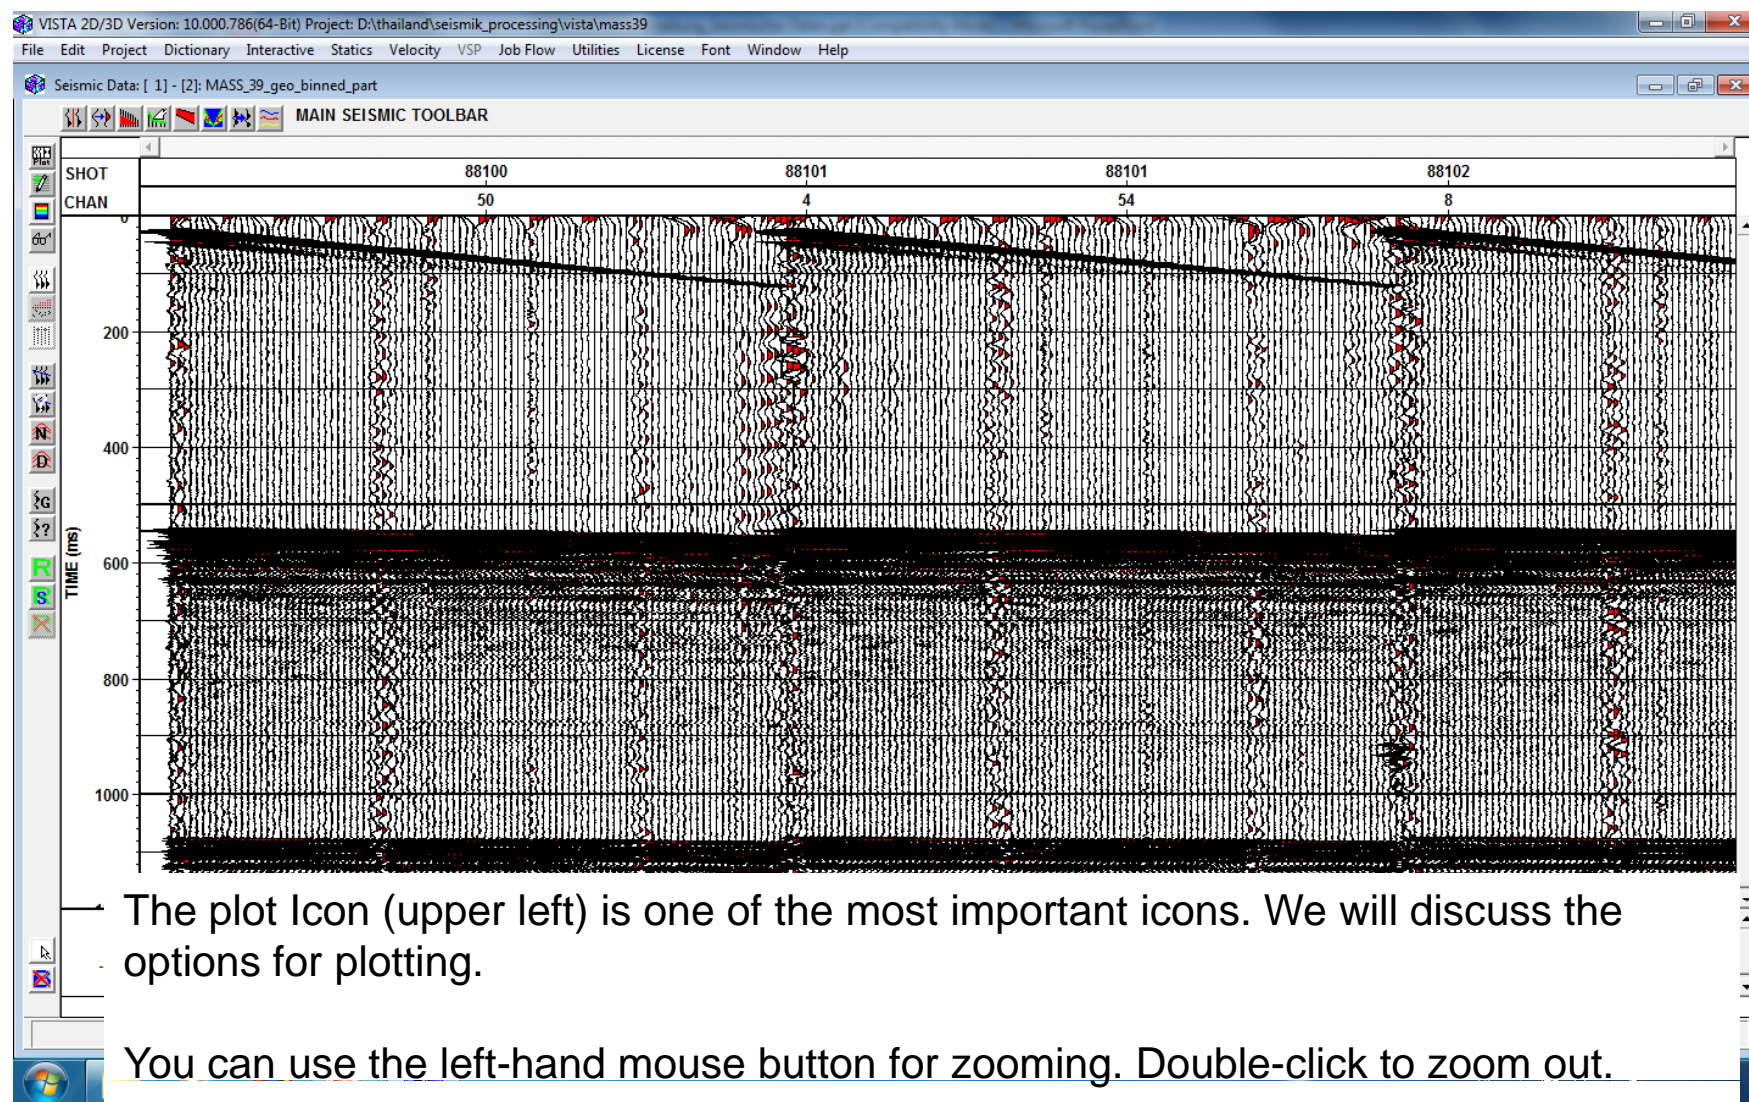 VISTA 2D/3D Version: 10.000.786(64-Bit) Project: D:\thailand\seismik_processing\vista\mass39
File Edit Project Dictionary Interactive Statics Velocity VSP Job Flow Utilities License Font Window Help
Seismic Data: [ 1] - [2]: MASS_39_geo_binned_part
MAIN SEISMIC TOOLBAR
Plot
SHOT 88100 88101 88101 88102
CHAN 50 4 54 8
0
200
400
600
800
1000
TIME (ms)
N
D
G
?
R
S
R
The plot Icon (upper left) is one of the most important icons. We will discuss the
options for plotting.
You can use the left-hand mouse button for zooming. Double-click to zoom out.